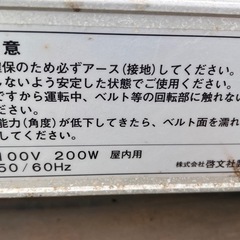 意
保のため必ずアース(接地)してください。
しないよう安定した状態でご使用ください。
ですから運転中、ベルト等の回転部に触れない
ください。
能力(角度)が低下してきたら、ベルト面を濡れ
100V 200W 屋内用
50/60Hz 株式会社 啓文社